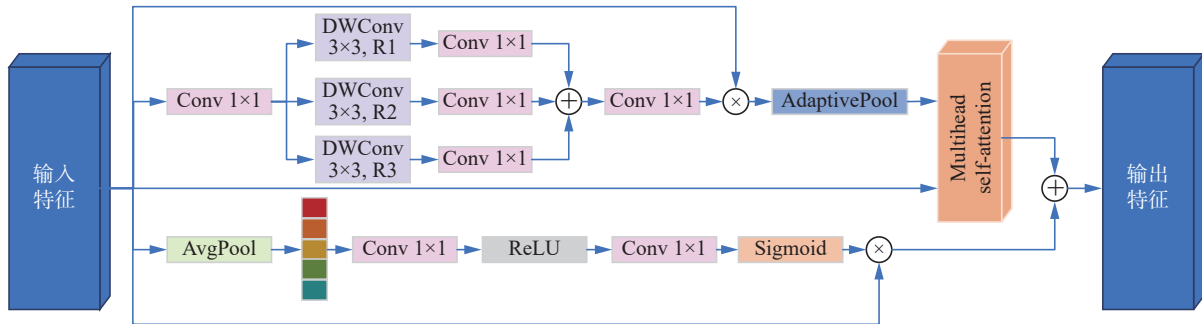 输入
特征
Conv 1×1
DWConv
3×3, R1
Conv 1×1
DWConv
3×3, R2
Conv 1×1
DWConv
3×3, R3
Conv 1×1
+
Conv 1×1
×
AdaptivePool
Multihead
self-attention
AvgPool
Conv 1×1
ReLU
Conv 1×1
Sigmoid
×
+
输出
特征